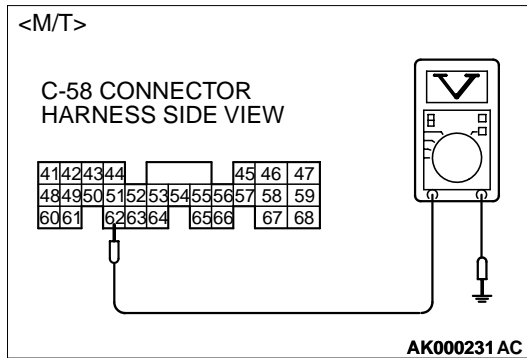 <M/T>
C-58 CONNECTOR
HARNESS SIDE VIEW
V
41 42 43 44 45 46 47
48 49 50 51 52 53 54 55 56 57 58 59
60 61 62 63 64 65 66 67 68
AK000231 AC